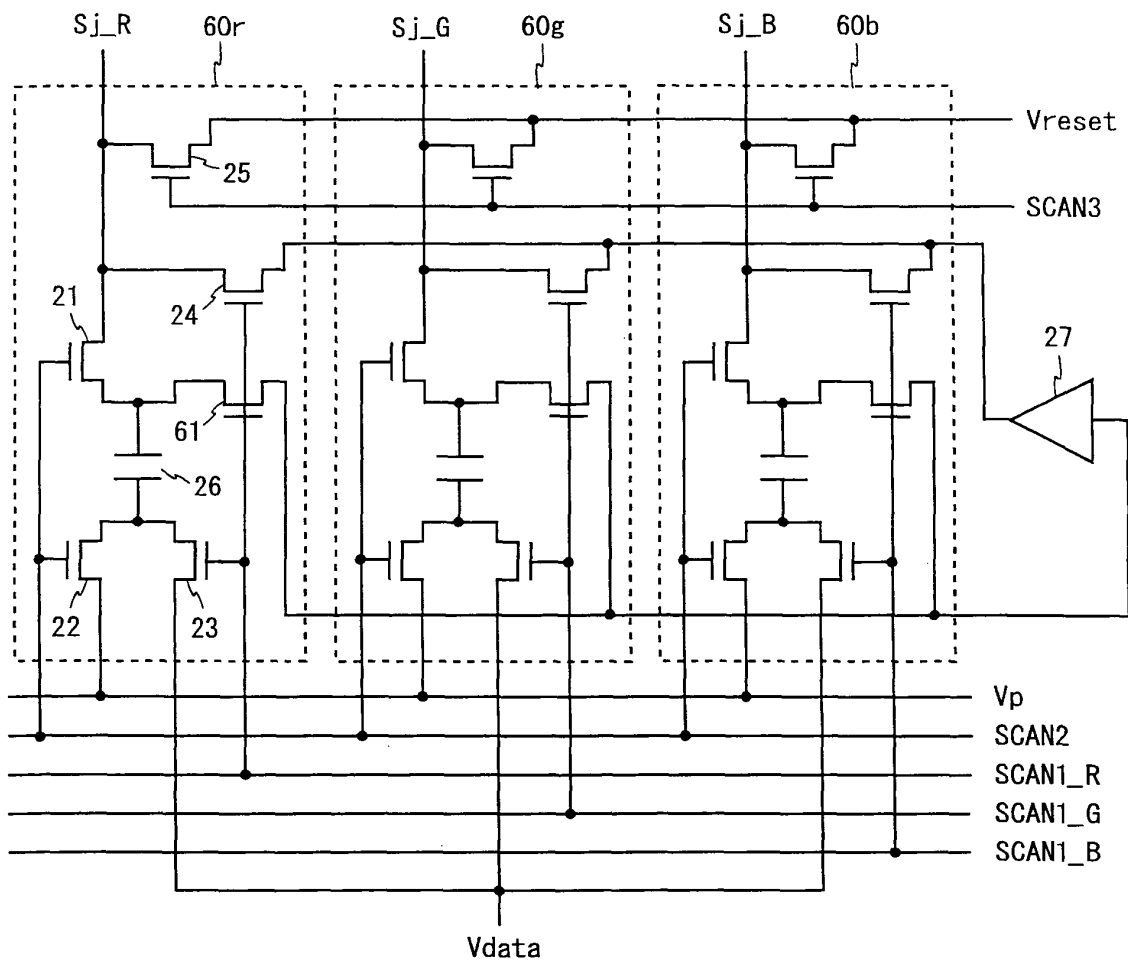 Sj_R
60r
Sj_G
60g
Sj_B
60b
Vreset
25
SCAN3
21
24
27
61
26
22
23
Vp
SCAN2
SCAN1_R
SCAN1_G
SCAN1_B
Vdata